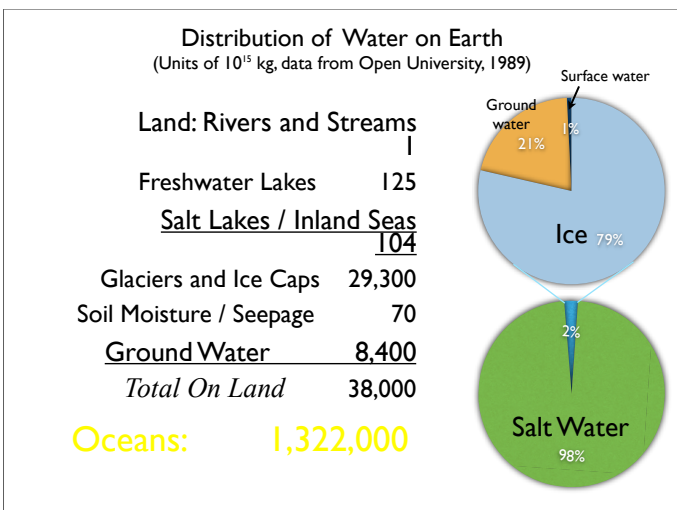 Distribution of Water on Earth
(Units of 10¹⁵ kg, data from Open University, 1989)
Land: Rivers and Streams
1
Freshwater Lakes 125
Salt Lakes / Inland Seas
104
Glaciers and Ice Caps 29,300
Soil Moisture / Seepage 70
Ground Water 8,400
Total On Land 38,000
Oceans: 1,322,000
Surface water
Ground
water
1%
21%
Ice 79%
2%
Salt Water
98%